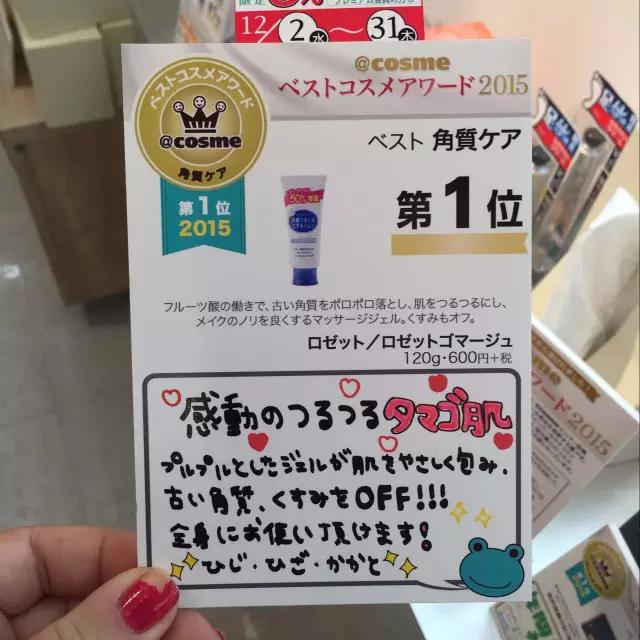 12/2水～31木
@cosme
ベストコスメアワード2015
ベストコスメアワード
@cosme
角質ケア
第1位
2015
ベスト 角質ケア
第1位
50%増量
フルーツ酸の働きで、古い角質をポロポロ落とし、肌をつるつるにし、
メイクのノリを良くするマッサージジェル。くすみもオフ。
ロゼット/ロゼットゴマージュ
120g・600円+税
感動のつるつるタマゴ肌
プルプルとしたジェルが肌をやさしく包み、
古い角質、くすみをOFF!!!
全身にお使い頂けます!
ひじ・ひざ・かかと
アワード2015